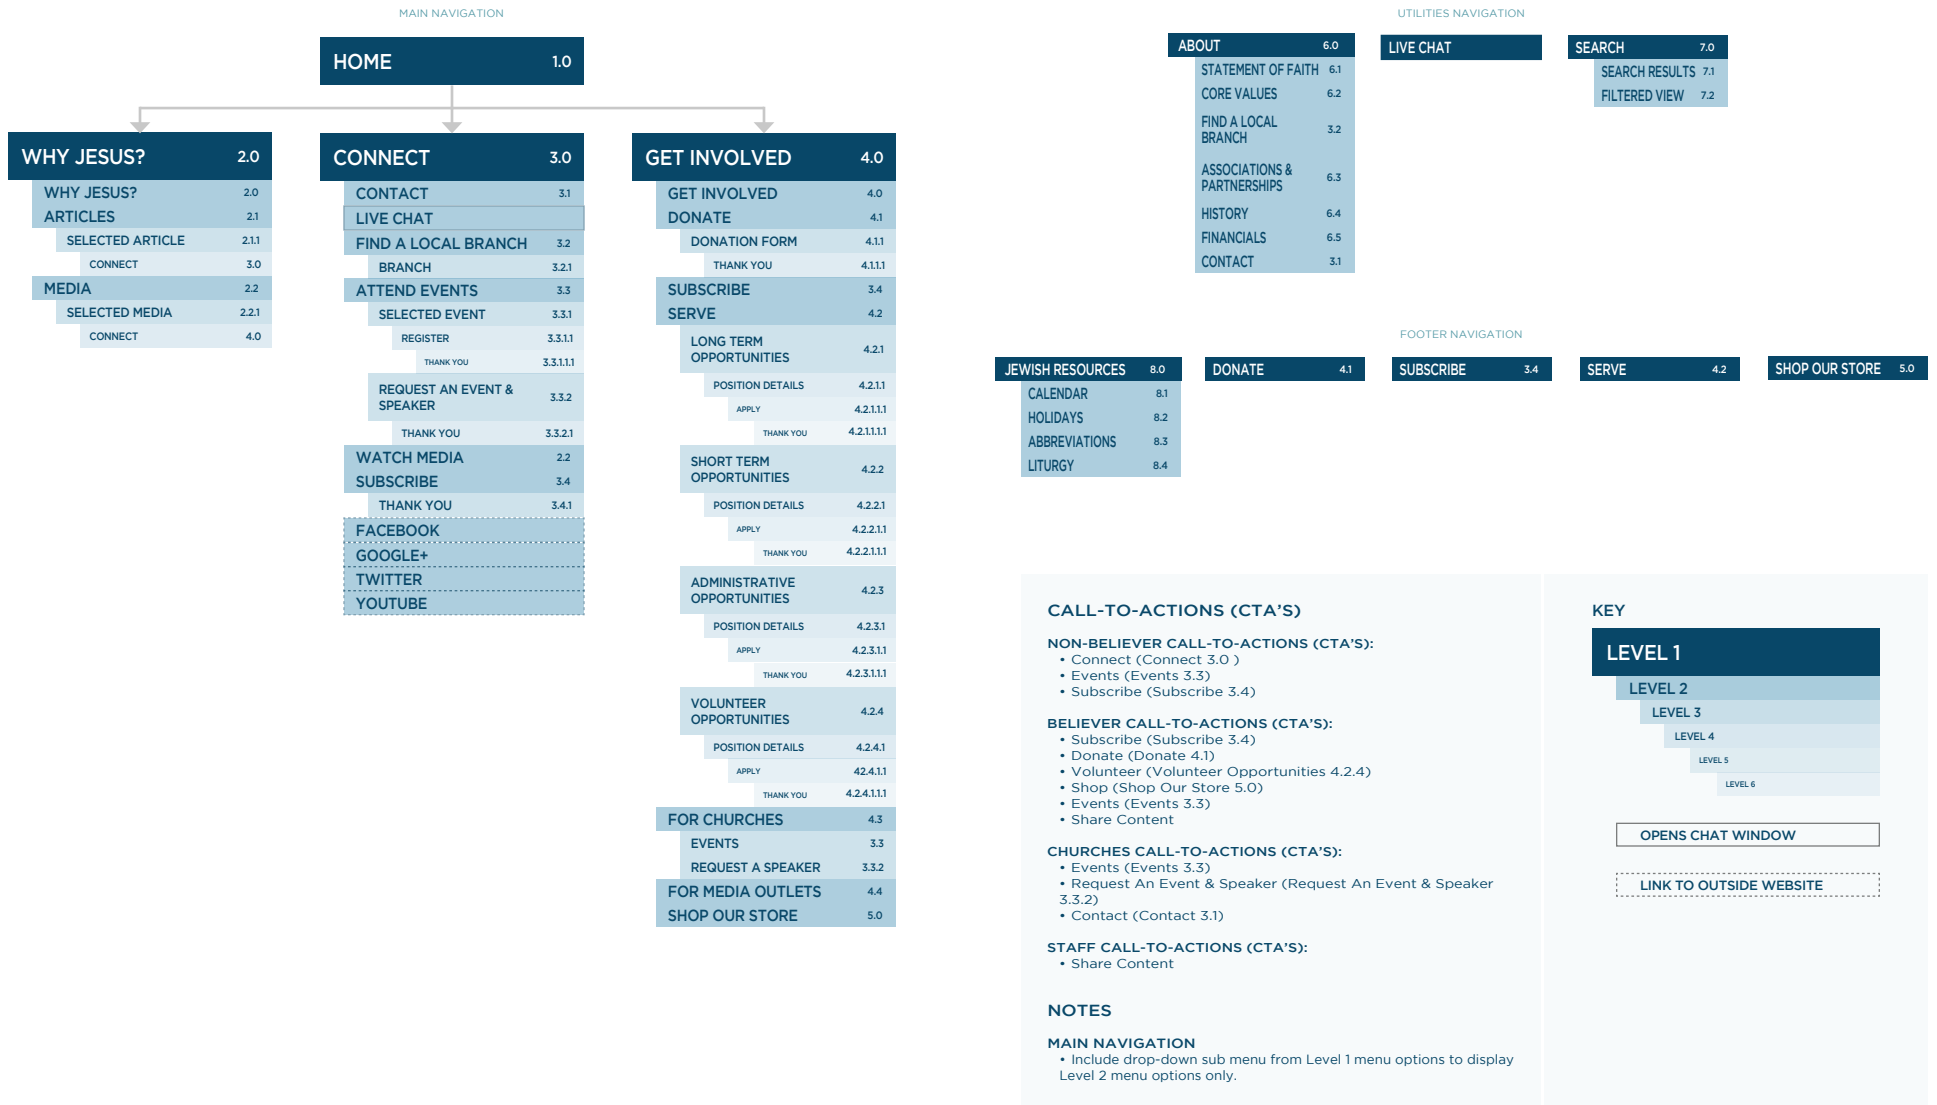 MAIN NAVIGATION
HOME 1.0
WHY JESUS? 2.0
WHY JESUS? 2.0
ARTICLES 2.1
SELECTED ARTICLE 2.1.1
CONNECT 3.0
MEDIA 2.2
SELECTED MEDIA 2.2.1
CONNECT 4.0
CONNECT 3.0
CONTACT 3.1
LIVE CHAT
FIND A LOCAL BRANCH 3.2
BRANCH 3.2.1
ATTEND EVENTS 3.3
SELECTED EVENT 3.3.1
REGISTER 3.3.1.1
THANK YOU 3.3.1.1.1
REQUEST AN EVENT &
SPEAKER 3.3.2
THANK YOU 3.3.2.1
WATCH MEDIA 2.2
SUBSCRIBE 3.4
THANK YOU 3.4.1
FACEBOOK
GOOGLE+
TWITTER
YOUTUBE
GET INVOLVED 4.0
GET INVOLVED 4.0
DONATE 4.1
DONATION FORM 4.1.1
THANK YOU 4.1.1.1
SUBSCRIBE 3.4
SERVE 4.2
LONG TERM
OPPORTUNITIES 4.2.1
POSITION DETAILS 4.2.1.1
APPLY 4.2.1.1.1
THANK YOU 4.2.1.1.1.1
SHORT TERM
OPPORTUNITIES 4.2.2
POSITION DETAILS 4.2.2.1
APPLY 4.2.2.1.1
THANK YOU 4.2.2.1.1.1
ADMINISTRATIVE
OPPORTUNITIES 4.2.3
POSITION DETAILS 4.2.3.1
APPLY 4.2.3.1.1
THANK YOU 4.2.3.1.1.1
VOLUNTEER
OPPORTUNITIES 4.2.4
POSITION DETAILS 4.2.4.1
APPLY 42.4.1.1
THANK YOU 4.2.4.1.1.1
FOR CHURCHES 4.3
EVENTS 3.3
REQUEST A SPEAKER 3.3.2
FOR MEDIA OUTLETS 4.4
SHOP OUR STORE 5.0
UTILITIES NAVIGATION
ABOUT 6.0
STATEMENT OF FAITH 6.1
CORE VALUES 6.2
FIND A LOCAL
BRANCH 3.2
ASSOCIATIONS &
PARTNERSHIPS 6.3
HISTORY 6.4
FINANCIALS 6.5
CONTACT 3.1
LIVE CHAT
SEARCH 7.0
SEARCH RESULTS 7.1
FILTERED VIEW 7.2
FOOTER NAVIGATION
JEWISH RESOURCES 8.0
CALENDAR 8.1
HOLIDAYS 8.2
ABBREVIATIONS 8.3
LITURGY 8.4
DONATE 4.1
SUBSCRIBE 3.4
SERVE 4.2
SHOP OUR STORE 5.0
CALL-TO-ACTIONS (CTA'S)
NON-BELIEVER CALL-TO-ACTIONS (CTA'S):
• Connect (Connect 3.0 )
• Events (Events 3.3)
• Subscribe (Subscribe 3.4)
BELIEVER CALL-TO-ACTIONS (CTA'S):
• Subscribe (Subscribe 3.4)
• Donate (Donate 4.1)
• Volunteer (Volunteer Opportunities 4.2.4)
• Shop (Shop Our Store 5.0)
• Events (Events 3.3)
• Share Content
CHURCHES CALL-TO-ACTIONS (CTA'S):
• Events (Events 3.3)
• Request An Event & Speaker (Request An Event & Speaker
3.3.2)
• Contact (Contact 3.1)
STAFF CALL-TO-ACTIONS (CTA'S):
• Share Content
NOTES
MAIN NAVIGATION
• Include drop-down sub menu from Level 1 menu options to display
Level 2 menu options only.
KEY
LEVEL 1
LEVEL 2
LEVEL 3
LEVEL 4
LEVEL 5
LEVEL 6
OPENS CHAT WINDOW
LINK TO OUTSIDE WEBSITE